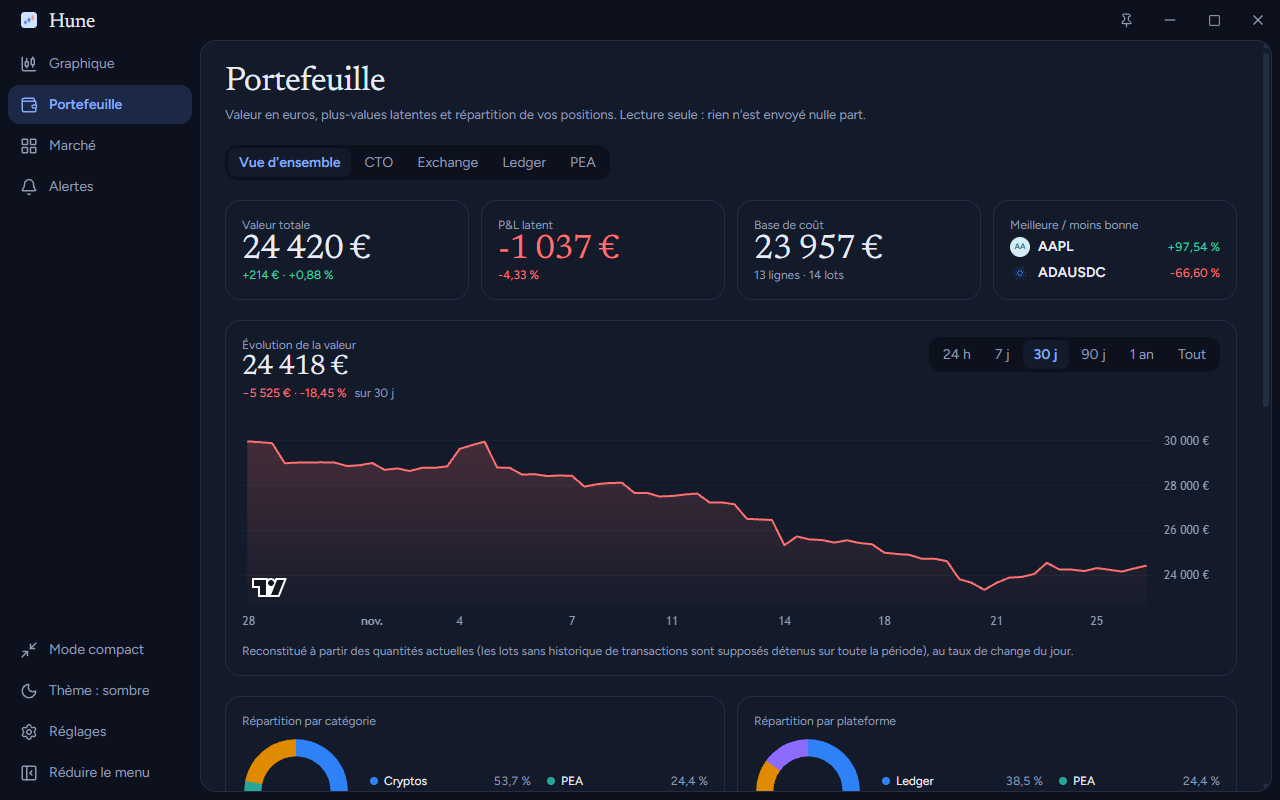 Hune
Graphique
Portefeuille
Marché
Alertes
Mode compact
Thème : sombre
Réglages
Réduire le menu
Portefeuille
Valeur en euros, plus-values latentes et répartition de vos positions. Lecture seule : rien n'est envoyé nulle part.
Vue d'ensemble CTO Exchange Ledger PEA
Valeur totale
24 420 €
+214 € · +0,88 %
P&L latent
-1 037 €
-4,33 %
Base de coût
23 957 €
13 lignes · 14 lots
Meilleure / moins bonne
AA AAPL +97,54 %
ADAUSDC -66,60 %
Évolution de la valeur
24 418 €
−5 525 € · -18,45 % sur 30 j
24 h 7 j 30 j 90 j 1 an Tout
30 000 €
28 000 €
26 000 €
24 000 €
28 nov. 4 7 11 14 18 21 25
Reconstitué à partir des quantités actuelles (les lots sans historique de transactions sont supposés détenus sur toute la période), au taux de change du jour.
Répartition par catégorie
Cryptos 53,7 % PEA 24,4 %
Répartition par plateforme
Ledger 38,5 % PEA 24,4 %